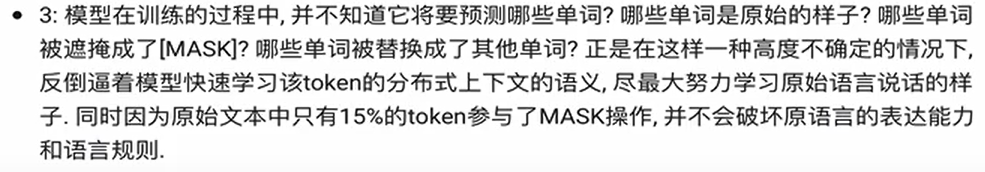 • 3: 模型在训练的过程中, 并不知道它将要预测哪些单词? 哪些单词是原始的样子? 哪些单词
被遮掩成了[MASK]? 哪些单词被替换成了其他单词? 正是在这样一种高度不确定的情况下,
反倒逼着模型快速学习该token的分布式上下文的语义, 尽最大努力学习原始语言说话的样
子. 同时因为原始文本中只有15%的token参与了MASK操作, 并不会破坏原语言的表达能力
和语言规则.